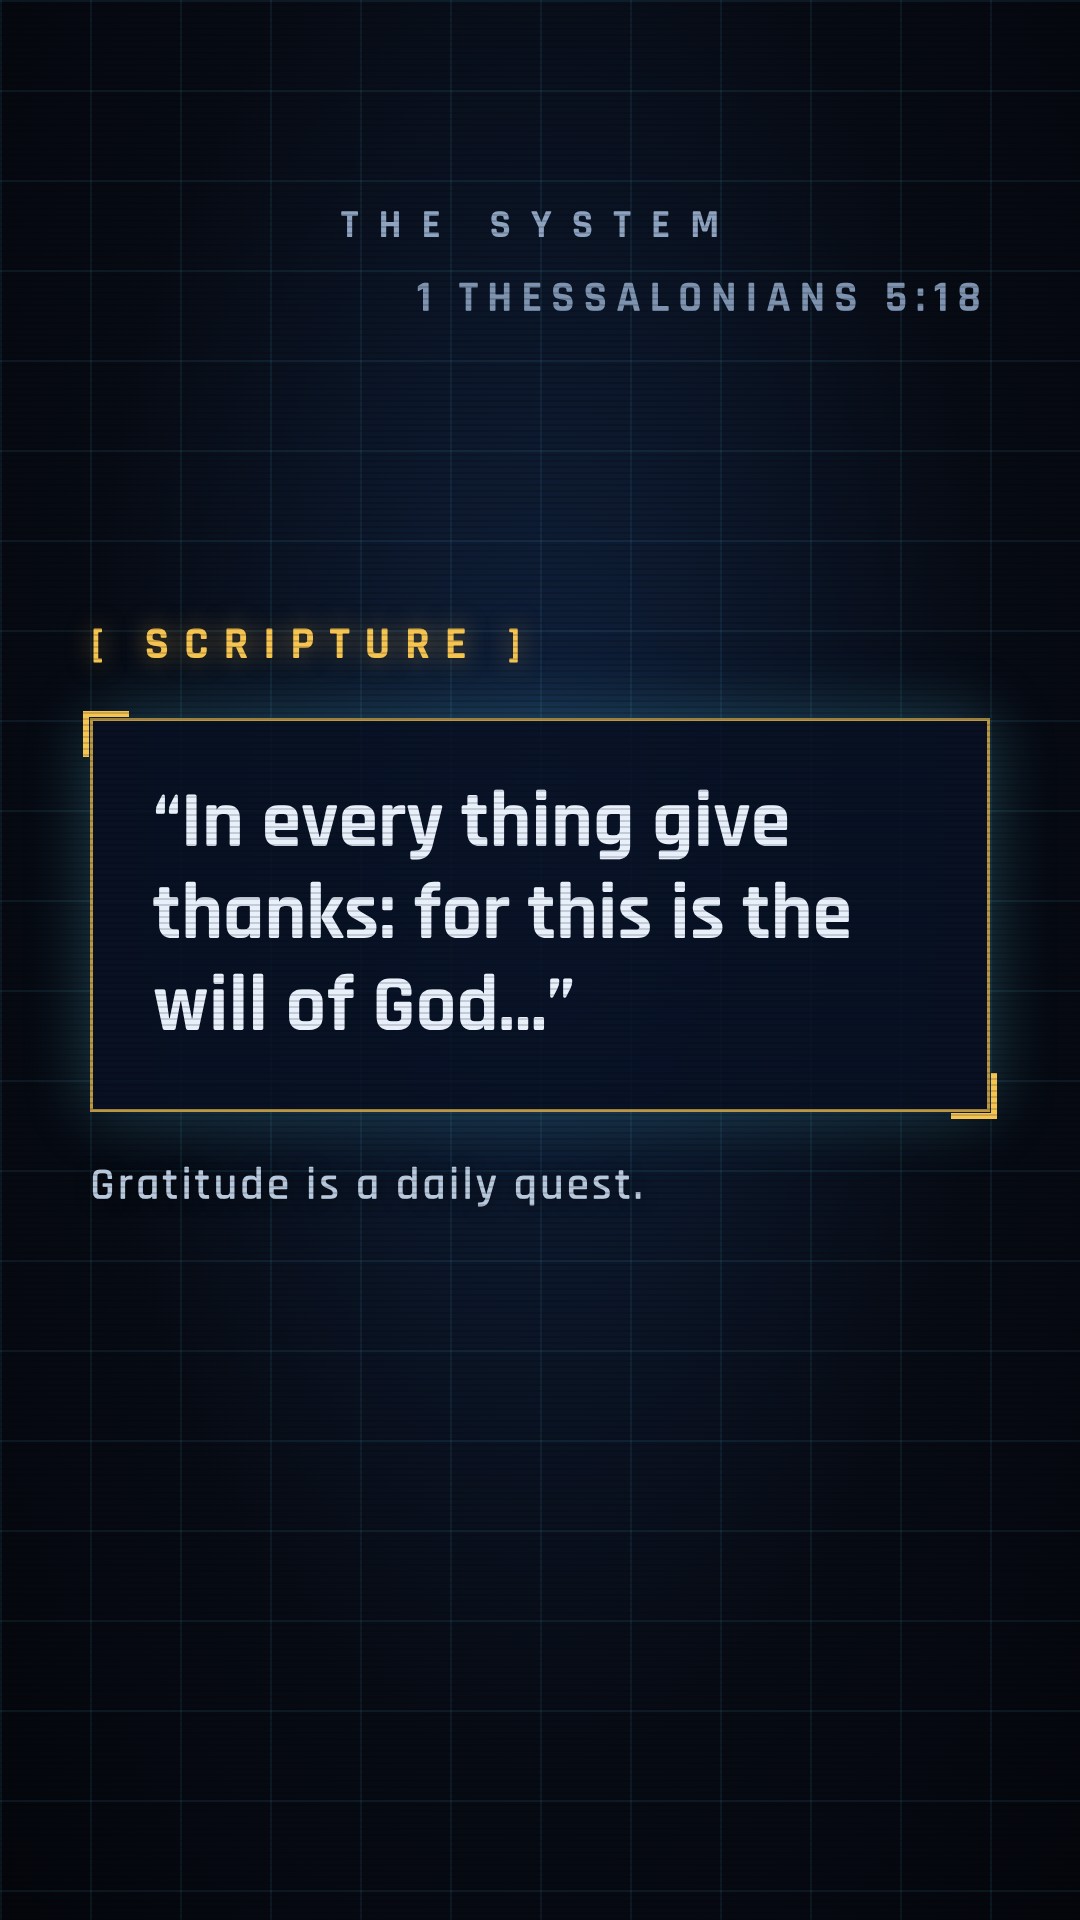 THE SYSTEM
1 THESSALONIANS 5:18
[ SCRIPTURE ]
“In every thing give
thanks: for this is the
will of God...”
Gratitude is a daily quest.